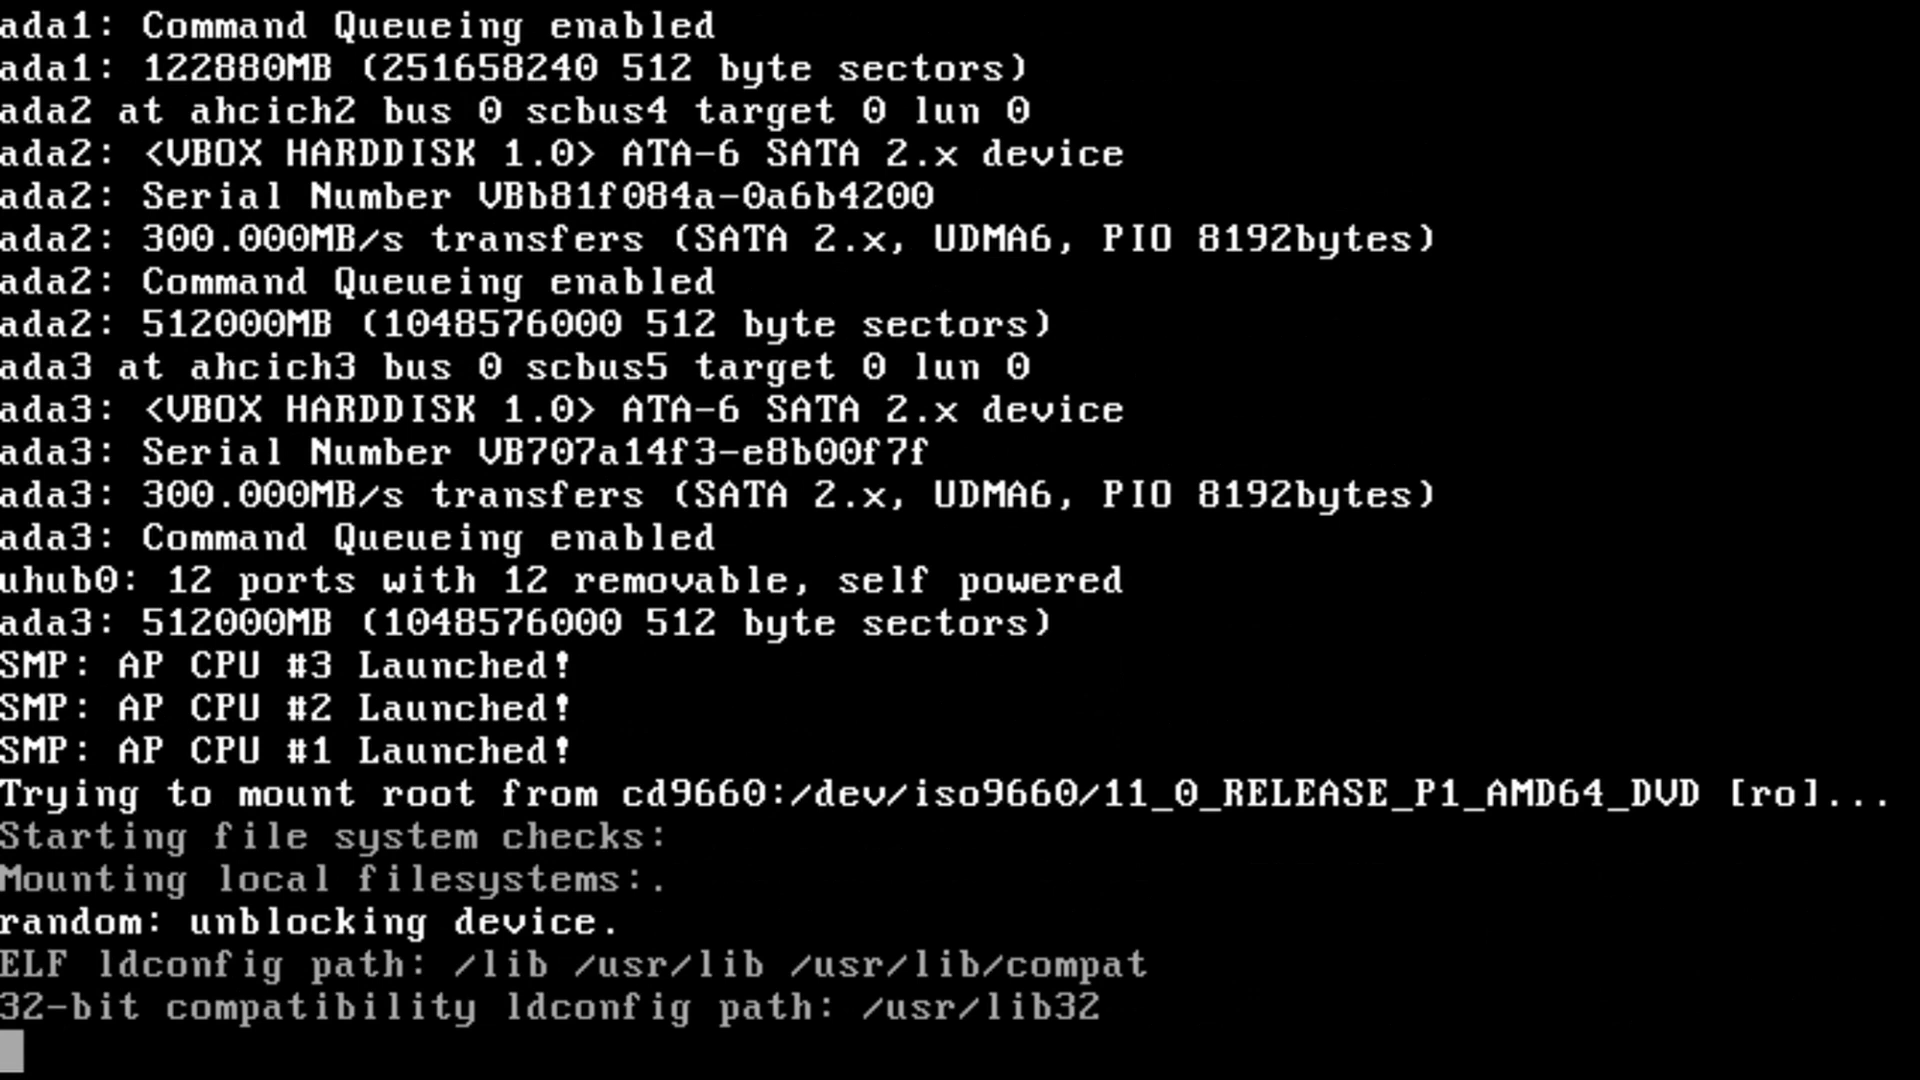 ada1: Command Queueing enabled
ada1: 122880MB (251658240 512 byte sectors)
ada2 at ahcich2 bus 0 scbus4 target 0 lun 0
ada2: <VBOX HARDDISK 1.0> ATA-6 SATA 2.x device
ada2: Serial Number VBb81f084a-0a6b4200
ada2: 300.000MB/s transfers (SATA 2.x, UDMA6, PIO 8192bytes)
ada2: Command Queueing enabled
ada2: 512000MB (1048576000 512 byte sectors)
ada3 at ahcich3 bus 0 scbus5 target 0 lun 0
ada3: <VBOX HARDDISK 1.0> ATA-6 SATA 2.x device
ada3: Serial Number VB707a14f3-e8b00f7f
ada3: 300.000MB/s transfers (SATA 2.x, UDMA6, PIO 8192bytes)
ada3: Command Queueing enabled
uhub0: 12 ports with 12 removable, self powered
ada3: 512000MB (1048576000 512 byte sectors)
SMP: AP CPU #3 Launched!
SMP: AP CPU #2 Launched!
SMP: AP CPU #1 Launched!
Trying to mount root from cd9660:/dev/iso9660/11_0_RELEASE_P1_AMD64_DVD [ro]...
Starting file system checks:
Mounting local filesystems:.
random: unblocking device.
ELF ldconfig path: /lib /usr/lib /usr/lib/compat
32-bit compatibility ldconfig path: /usr/lib32